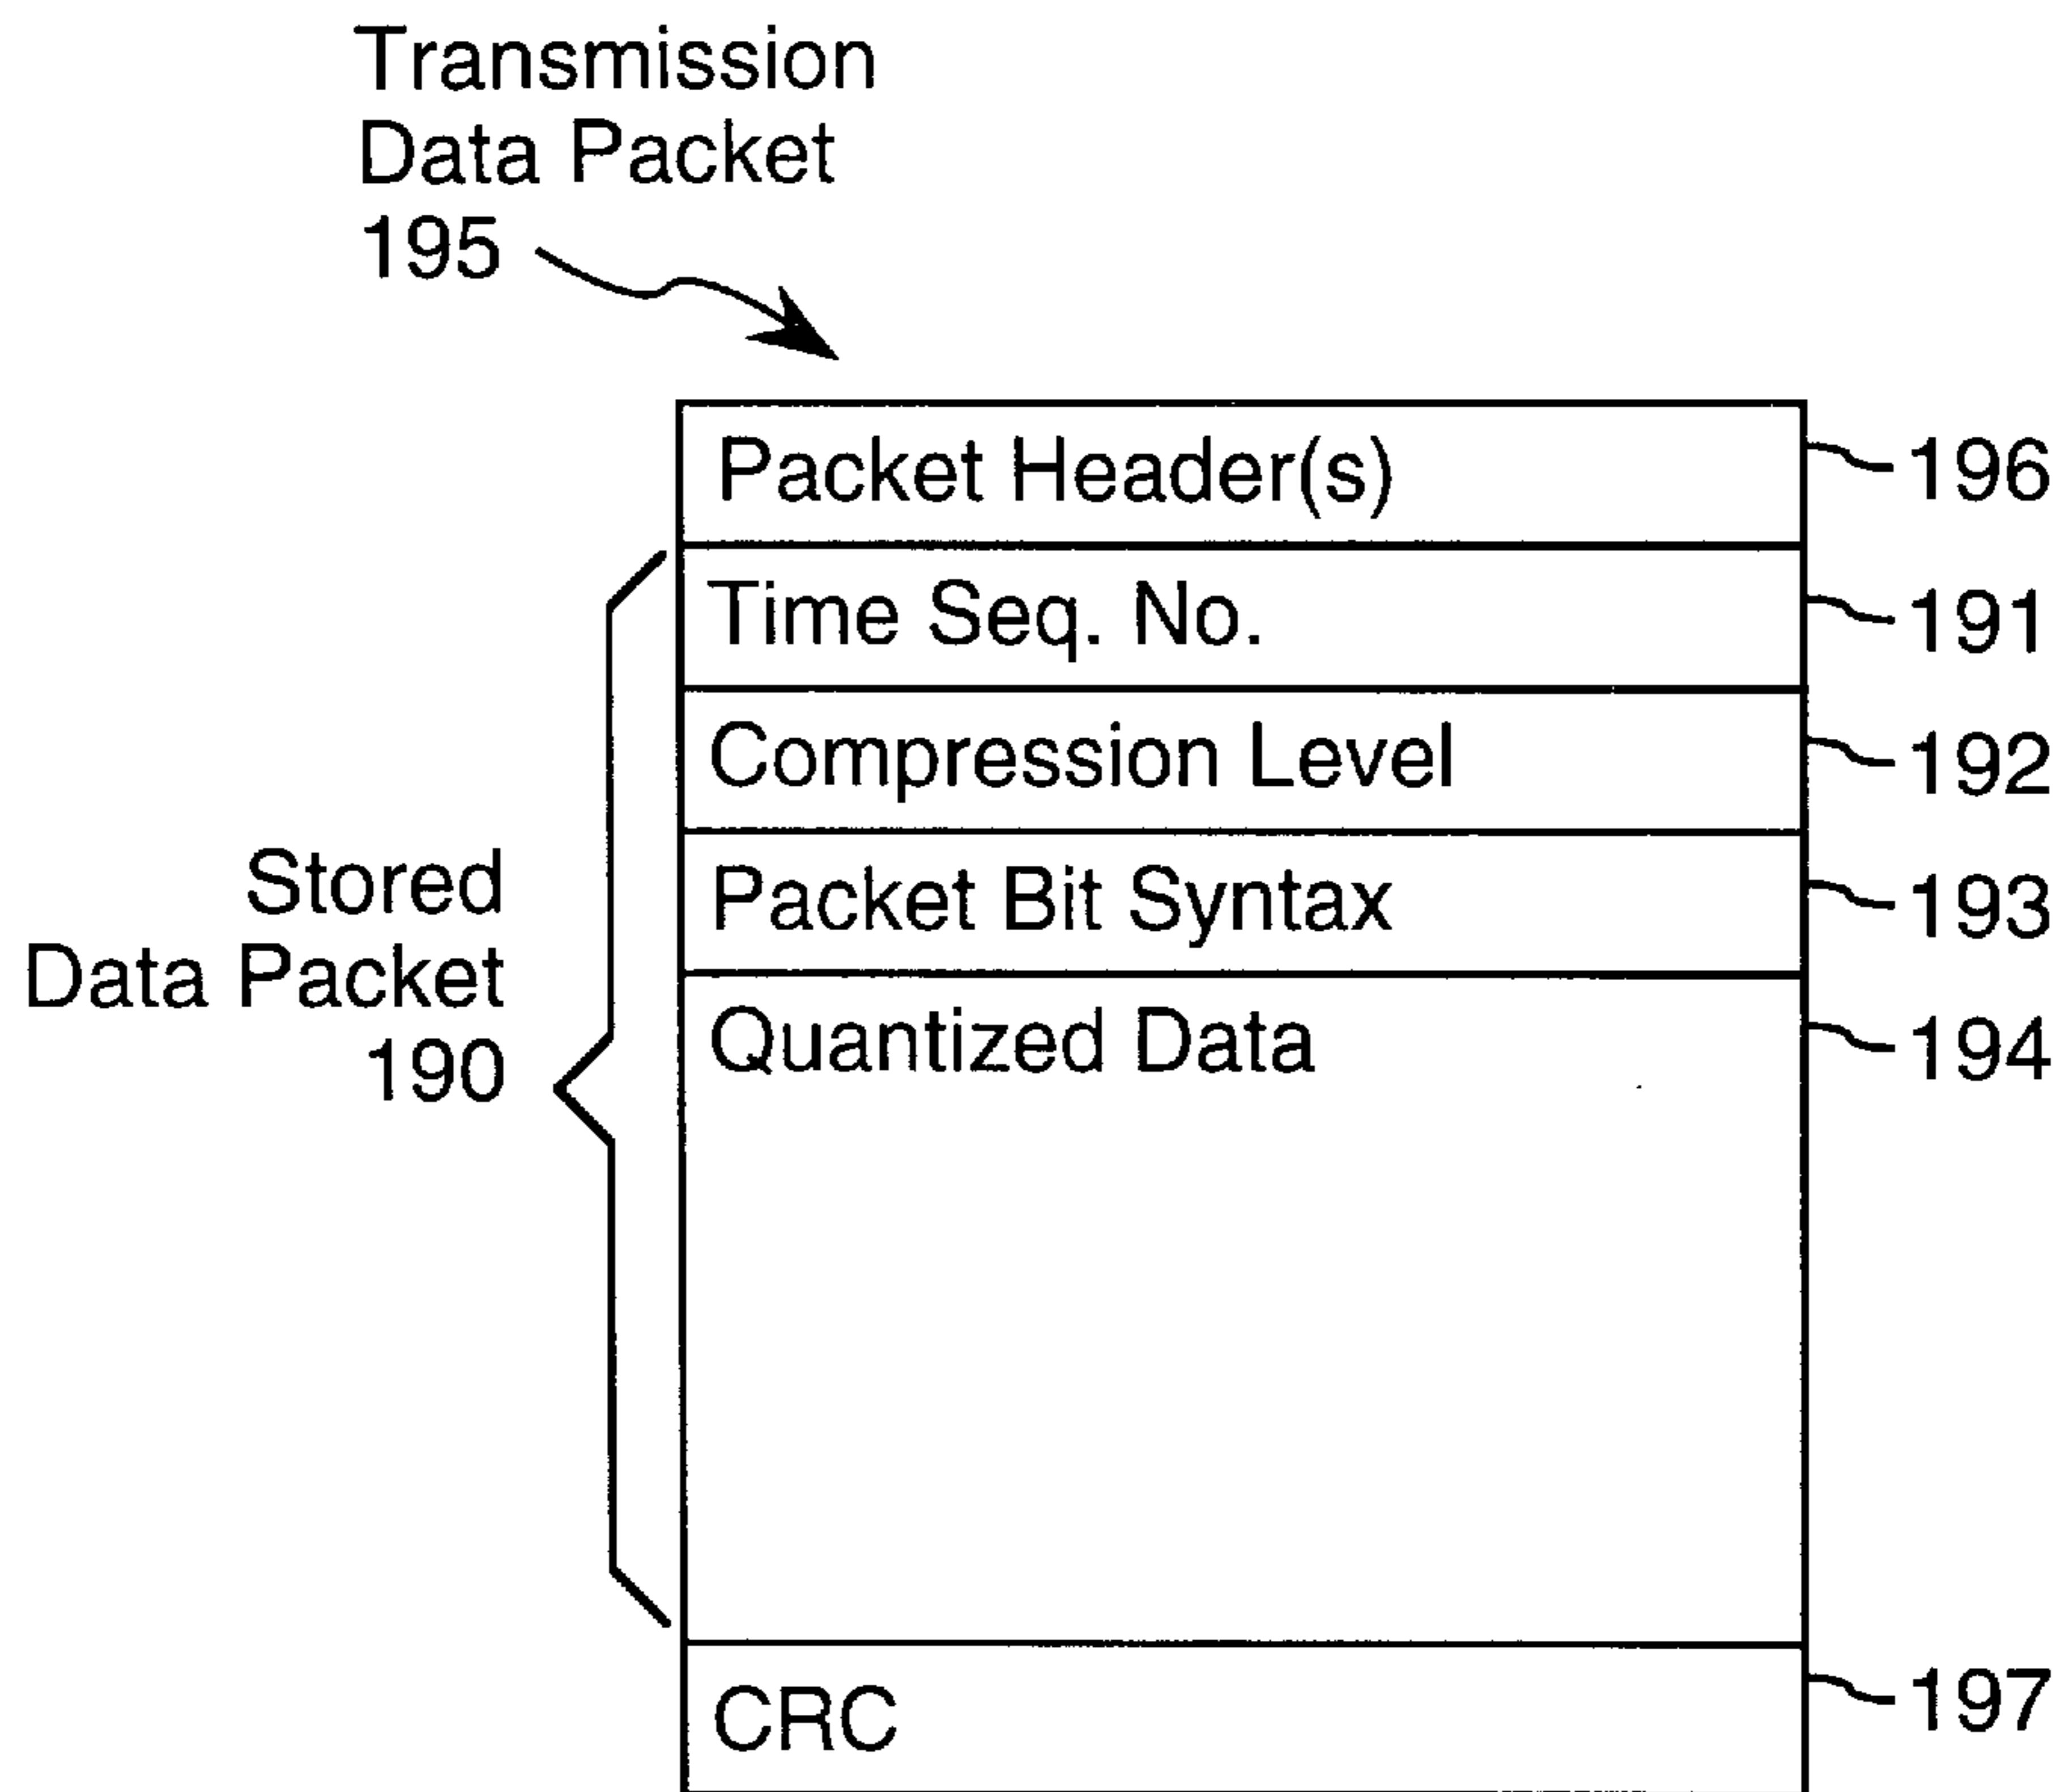 Transmission
Data Packet
195
Packet Header(s) 196
Time Seq. No. 191
Compression Level 192
Packet Bit Syntax 193
Stored
Data Packet
190
Quantized Data 194
CRC 197